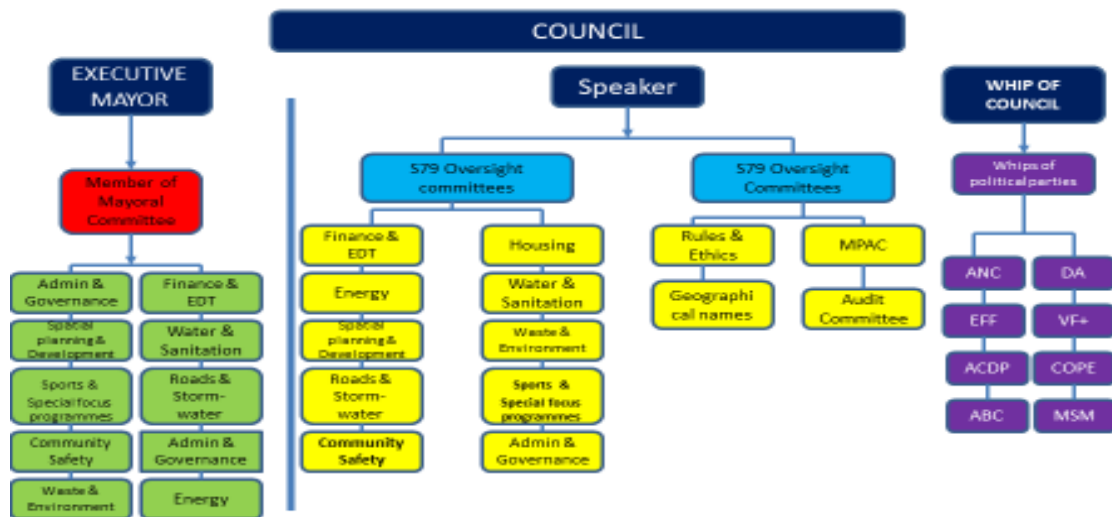 COUNCIL
EXECUTIVE
MAYOR
Member of
Mayoral
Committee
Admin &
Governance
Spatial
planning &
Development
Sports &
Special focus
programmes
Community
Safety
Waste &
Environment
Finance &
EDT
Water &
Sanitation
Roads &
Storm-
water
Admin &
Governance
Energy
Speaker
S79 Oversight
committees
Finance &
EDT
Energy
Spatial
planning &
Development
Roads &
Storm-
water
Community
Safety
Housing
Water &
Sanitation
Waste &
Environment
Sports &
Special focus
programmes
Admin &
Governance
S79 Oversight
Committees
Rules &
Ethics
Geographi
cal names
MPAC
Audit
Committee
WHIP OF
COUNCIL
Whips of
political parties
ANC
EFF
ACDP
ABC
DA
VF+
COPE
MSM